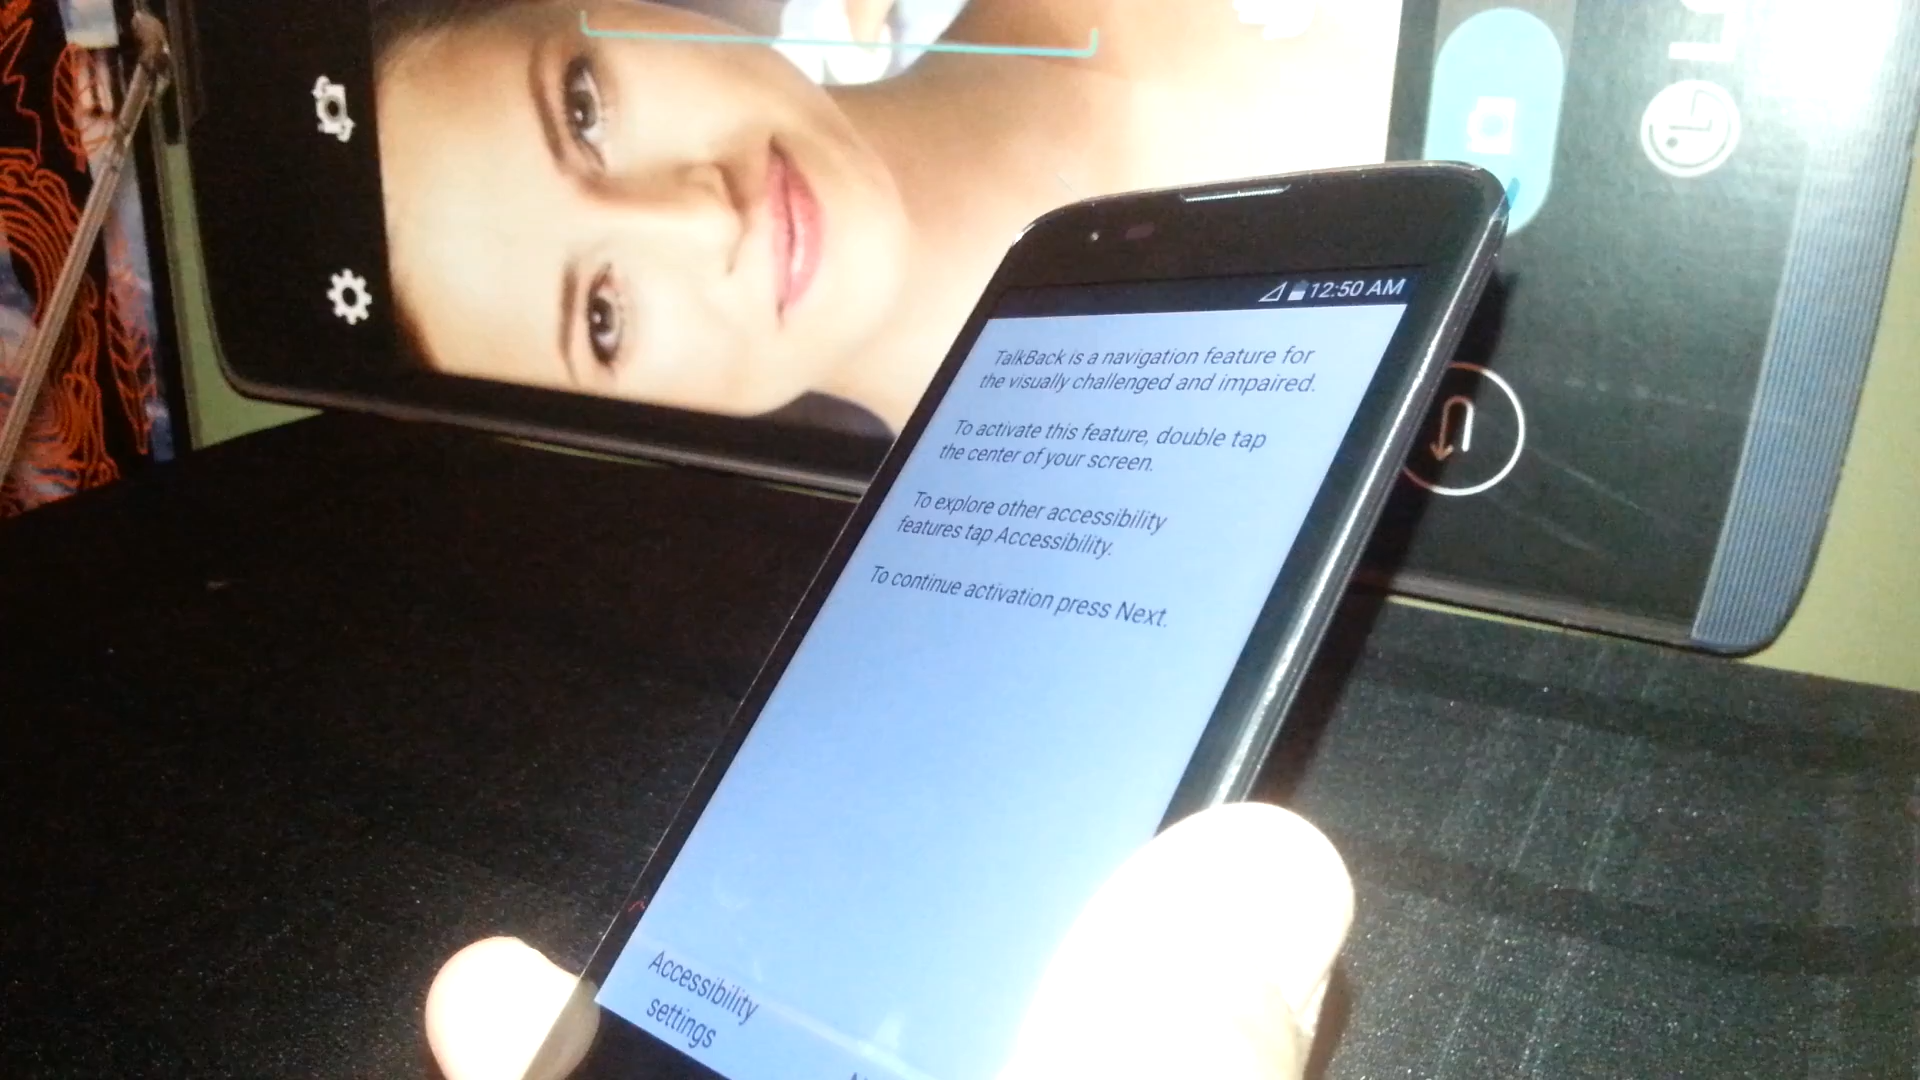 12:50 AM
TalkBack is a navigation feature for
the visually challenged and impaired.
To activate this feature, double tap
the center of your screen.
To explore other accessibility
features tap Accessibility.
To continue activation press Next.
Accessibility
settings
LG